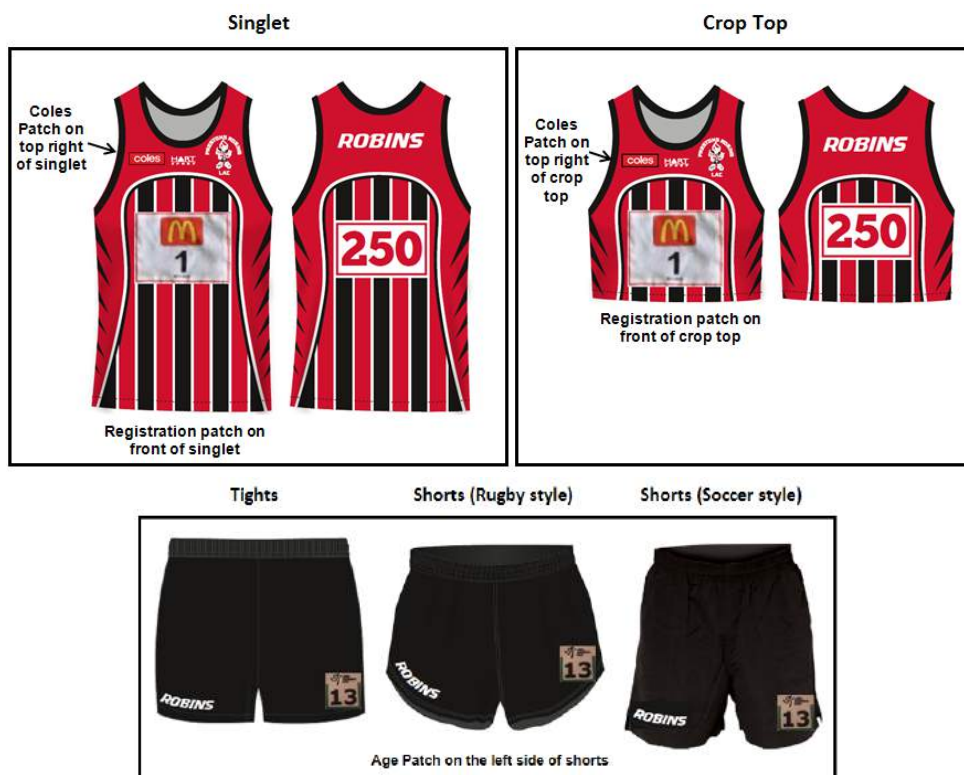 Singlet
Crop Top
Coles
Patch on
top right
of singlet
coles
HART
LAC
1
ROBINS
250
Registration patch on
front of singlet
Coles
Patch on
top right
of crop
top
coles
HART
LAC
1
ROBINS
250
Registration patch on
front of crop top
Tights
Shorts (Rugby style)
Shorts (Soccer style)
ROBINS
13
ROBINS
13
ROBINS
13
Age Patch on the left side of shorts